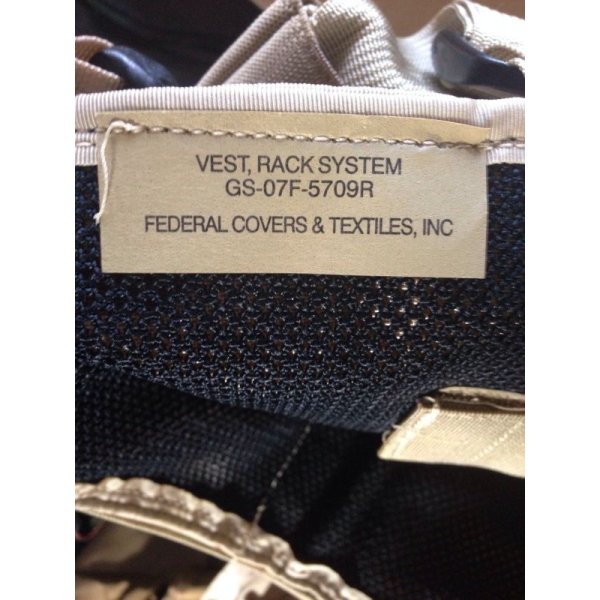 VEST, RACK SYSTEM
GS-07F-5709R
FEDERAL COVERS & TEXTILES, INC